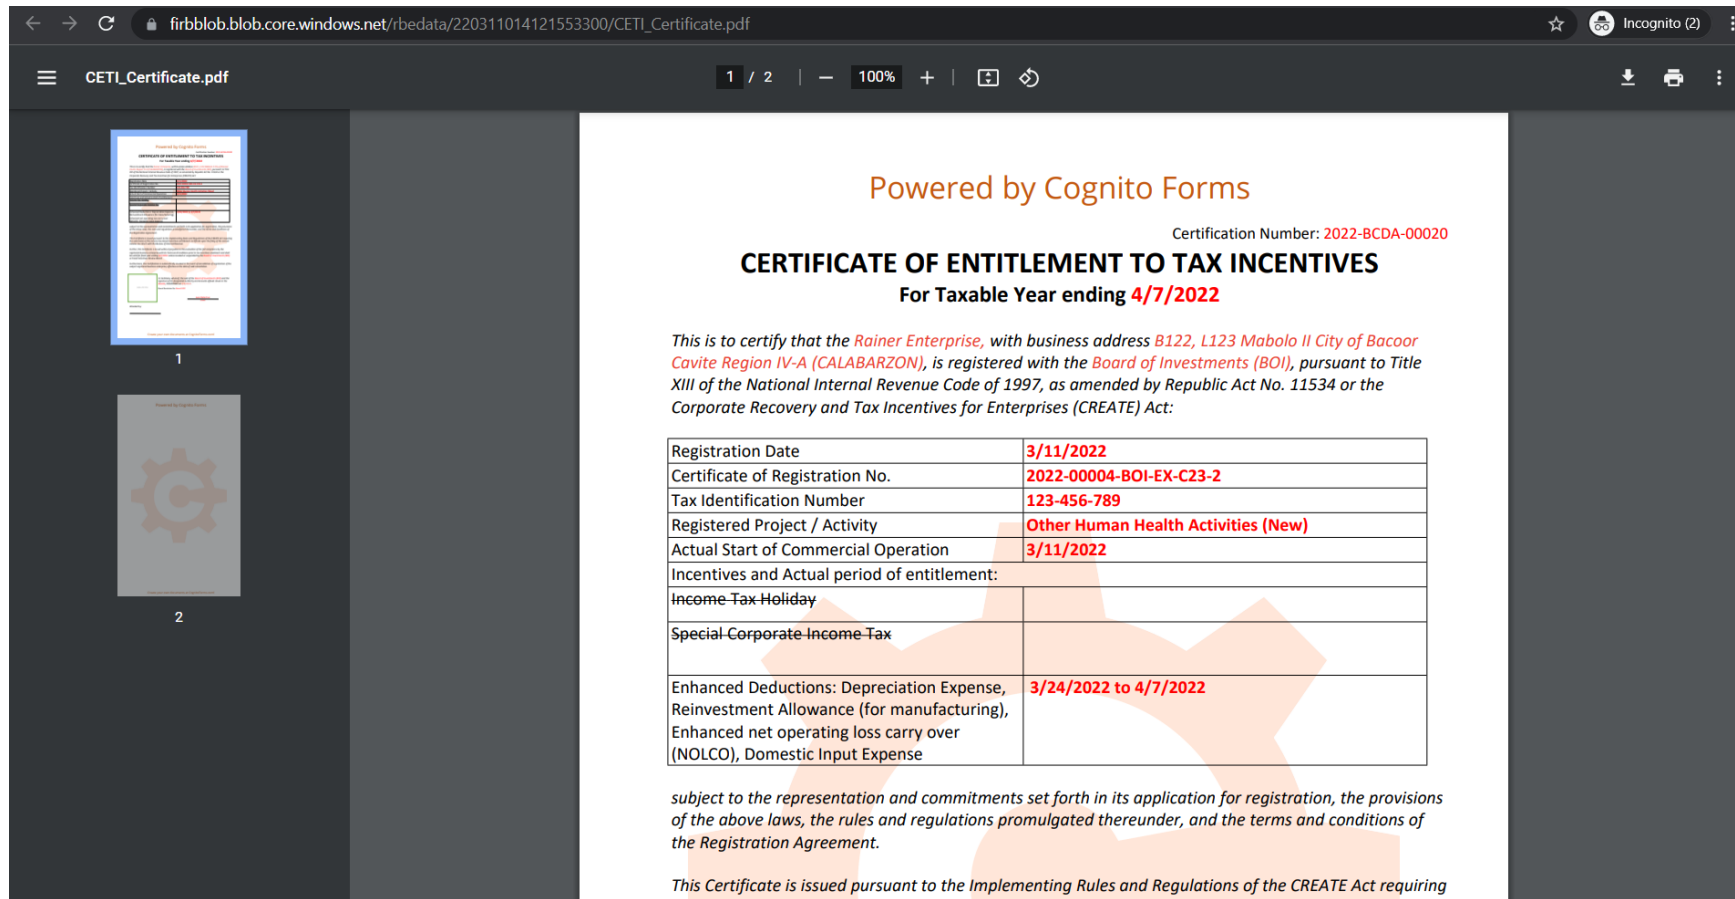 firbblob.blob.core.windows.net/rbedata/220311014121553300/CETI_Certificate.pdf
Incognito (2)
CETI_Certificate.pdf
1 / 2
100%
1
2
Powered by Cognito Forms
Certification Number: 2022-BCDA-00020
CERTIFICATE OF ENTITLEMENT TO TAX INCENTIVES
For Taxable Year ending 4/7/2022
This is to certify that the Rainer Enterprise, with business address B122, L123 Mabolo II City of Bacoor
Cavite Region IV-A (CALABARZON), is registered with the Board of Investments (BOI), pursuant to Title
XIII of the National Internal Revenue Code of 1997, as amended by Republic Act No. 11534 or the
Corporate Recovery and Tax Incentives for Enterprises (CREATE) Act:
Registration Date 3/11/2022
Certificate of Registration No. 2022-00004-BOI-EX-C23-2
Tax Identification Number 123-456-789
Registered Project / Activity Other Human Health Activities (New)
Actual Start of Commercial Operation 3/11/2022
Incentives and Actual period of entitlement:
Income Tax Holiday
Special Corporate Income Tax
Enhanced Deductions: Depreciation Expense, 3/24/2022 to 4/7/2022
Reinvestment Allowance (for manufacturing),
Enhanced net operating loss carry over
(NOLCO), Domestic Input Expense
subject to the representation and commitments set forth in its application for registration, the provisions
of the above laws, the rules and regulations promulgated thereunder, and the terms and conditions of
the Registration Agreement.
This Certificate is issued pursuant to the Implementing Rules and Regulations of the CREATE Act requiring